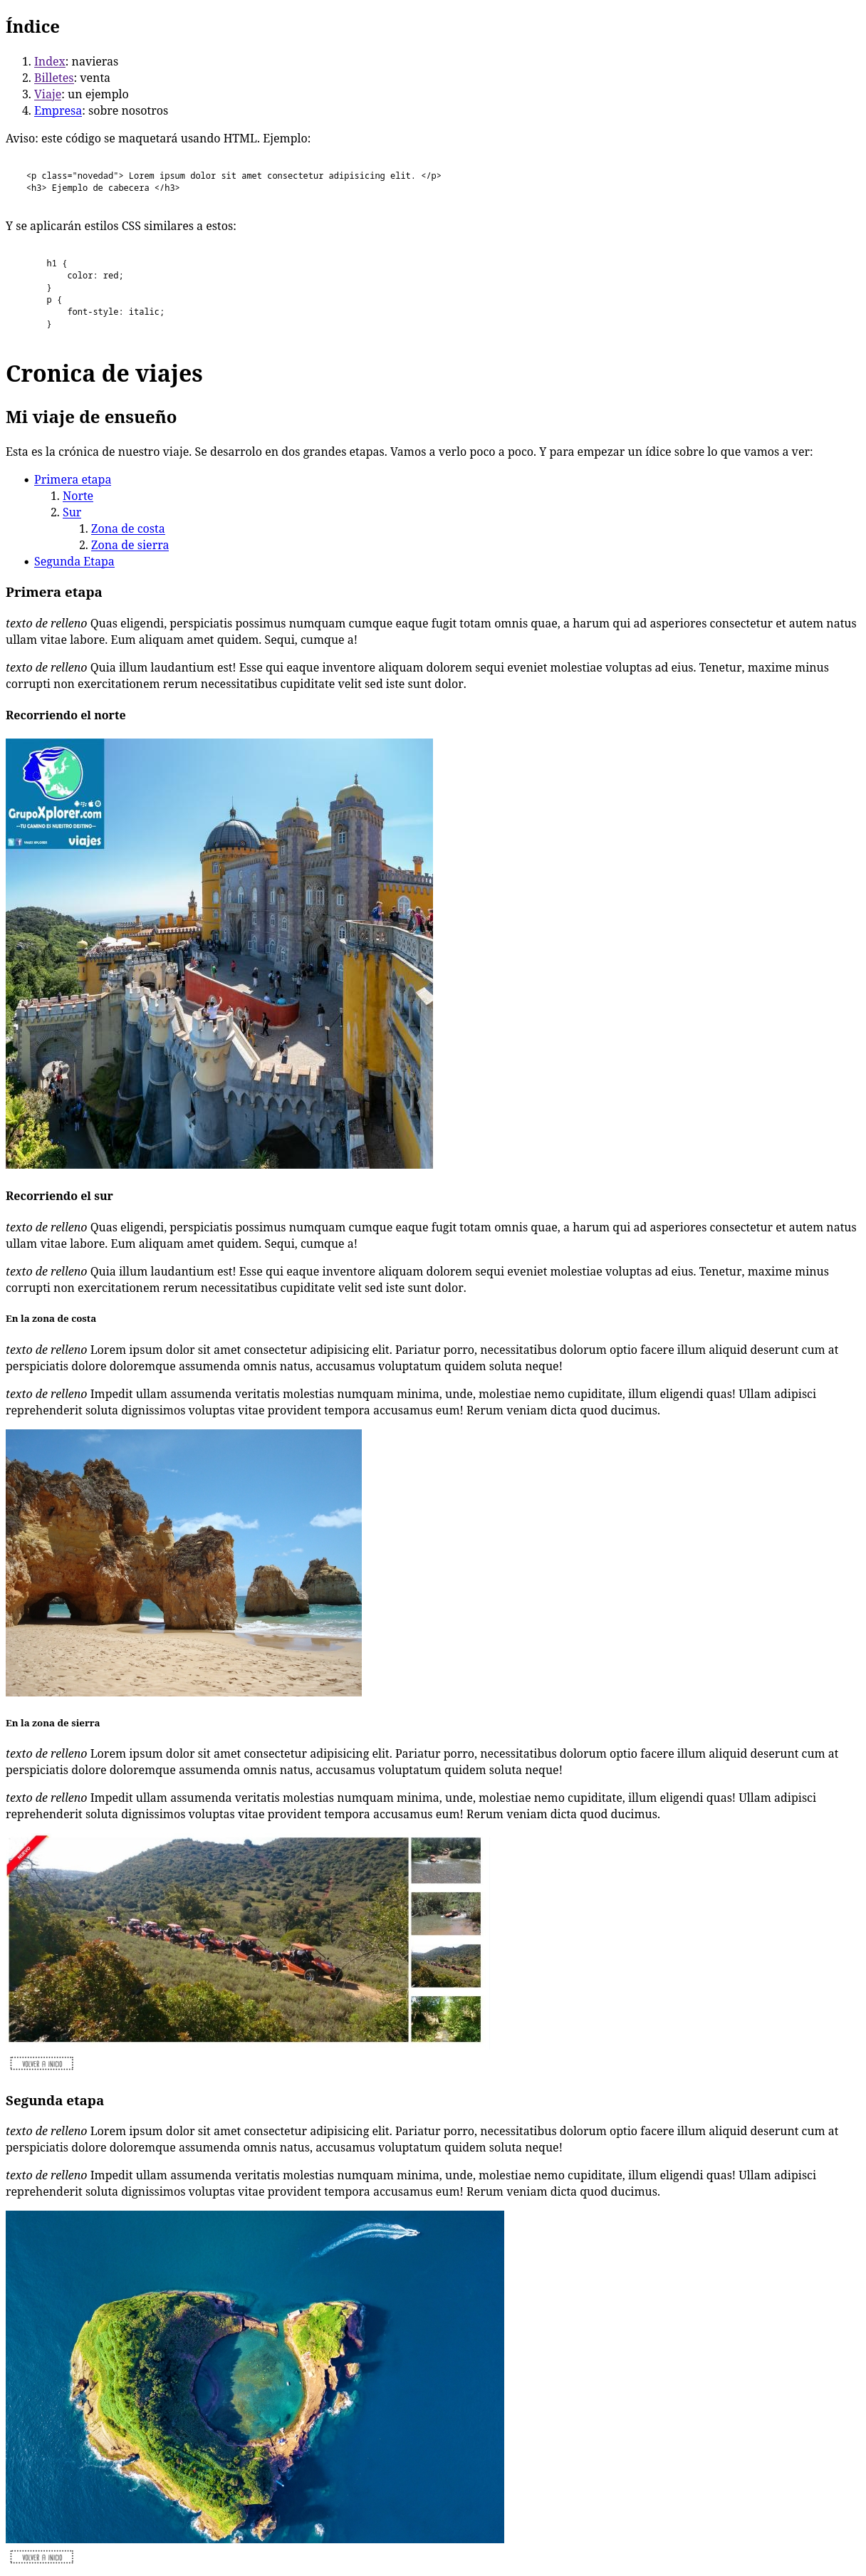 Índice
1. Index: navieras
2. Billetes: venta
3. Viaje: un ejemplo
4. Empresa: sobre nosotros
Aviso: este código se maquetará usando HTML. Ejemplo:
<p class="novedad"> Lorem ipsum dolor sit amet consectetur adipisicing elit. </p>
<h3> Ejemplo de cabecera </h3>
Y se aplicarán estilos CSS similares a estos:
h1 {
color: red;
}
p {
font-style: italic;
}
Cronica de viajes
Mi viaje de ensueño
Esta es la crónica de nuestro viaje. Se desarrolo en dos grandes etapas. Vamos a verlo poco a poco. Y para empezar un ídice sobre lo que vamos a ver:
• Primera etapa
1. Norte
2. Sur
1. Zona de costa
2. Zona de sierra
• Segunda Etapa
Primera etapa
texto de relleno Quas eligendi, perspiciatis possimus numquam cumque eaque fugit totam omnis quae, a harum qui ad asperiores consectetur et autem natus
ullam vitae labore. Eum aliquam amet quidem. Sequi, cumque a!
texto de relleno Quia illum laudantium est! Esse qui eaque inventore aliquam dolorem sequi eveniet molestiae voluptas ad eius. Tenetur, maxime minus
corrupti non exercitationem rerum necessitatibus cupiditate velit sed iste sunt dolor.
Recorriendo el norte
GrupoXplorer.com
—TU CAMINO ES NUESTRO DESTINO—
VIAJES XPLORER
viajes
Recorriendo el sur
texto de relleno Quas eligendi, perspiciatis possimus numquam cumque eaque fugit totam omnis quae, a harum qui ad asperiores consectetur et autem natus
ullam vitae labore. Eum aliquam amet quidem. Sequi, cumque a!
texto de relleno Quia illum laudantium est! Esse qui eaque inventore aliquam dolorem sequi eveniet molestiae voluptas ad eius. Tenetur, maxime minus
corrupti non exercitationem rerum necessitatibus cupiditate velit sed iste sunt dolor.
En la zona de costa
texto de relleno Lorem ipsum dolor sit amet consectetur adipisicing elit. Pariatur porro, necessitatibus dolorum optio facere illum aliquid deserunt cum at
perspiciatis dolore doloremque assumenda omnis natus, accusamus voluptatum quidem soluta neque!
texto de relleno Impedit ullam assumenda veritatis molestias numquam minima, unde, molestiae nemo cupiditate, illum eligendi quas! Ullam adipisci
reprehenderit soluta dignissimos voluptas vitae provident tempora accusamus eum! Rerum veniam dicta quod ducimus.
En la zona de sierra
texto de relleno Lorem ipsum dolor sit amet consectetur adipisicing elit. Pariatur porro, necessitatibus dolorum optio facere illum aliquid deserunt cum at
perspiciatis dolore doloremque assumenda omnis natus, accusamus voluptatum quidem soluta neque!
texto de relleno Impedit ullam assumenda veritatis molestias numquam minima, unde, molestiae nemo cupiditate, illum eligendi quas! Ullam adipisci
reprehenderit soluta dignissimos voluptas vitae provident tempora accusamus eum! Rerum veniam dicta quod ducimus.
NUEVO
VOLVER A INICIO
Segunda etapa
texto de relleno Lorem ipsum dolor sit amet consectetur adipisicing elit. Pariatur porro, necessitatibus dolorum optio facere illum aliquid deserunt cum at
perspiciatis dolore doloremque assumenda omnis natus, accusamus voluptatum quidem soluta neque!
texto de relleno Impedit ullam assumenda veritatis molestias numquam minima, unde, molestiae nemo cupiditate, illum eligendi quas! Ullam adipisci
reprehenderit soluta dignissimos voluptas vitae provident tempora accusamus eum! Rerum veniam dicta quod ducimus.
VOLVER A INICIO